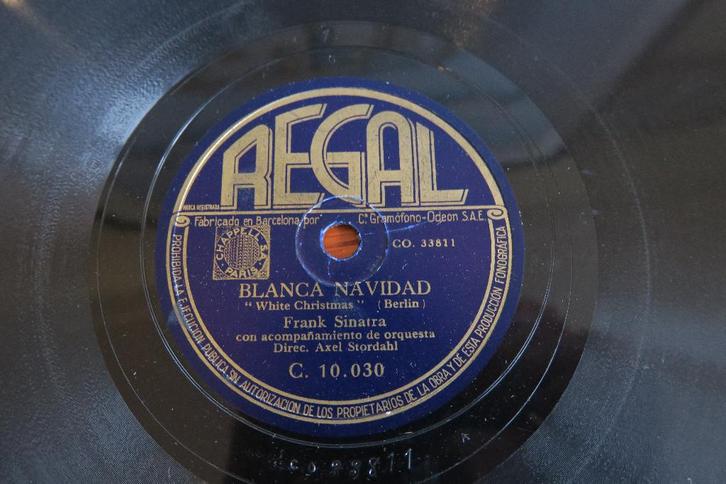 REGAL
MARCA REGISTRADA
Fabricado en Barcelona por Cª Gramófono-Odeon S.A.E.
CHAPPELL S.A.
PARIS
CO. 33811
BLANCA NAVIDAD
"White Christmas" (Berlin)
Frank Sinatra
con acompañamiento de orquesta
Direc. Axel Stordahl
C. 10.030
PROHIBIDA LA EJECUCION PUBLICA SIN AUTORIZACION DE LOS PROPIETARIOS DE LA OBRA Y DE ESTA PRODUCCION FONOGRAFICA
CO 33811